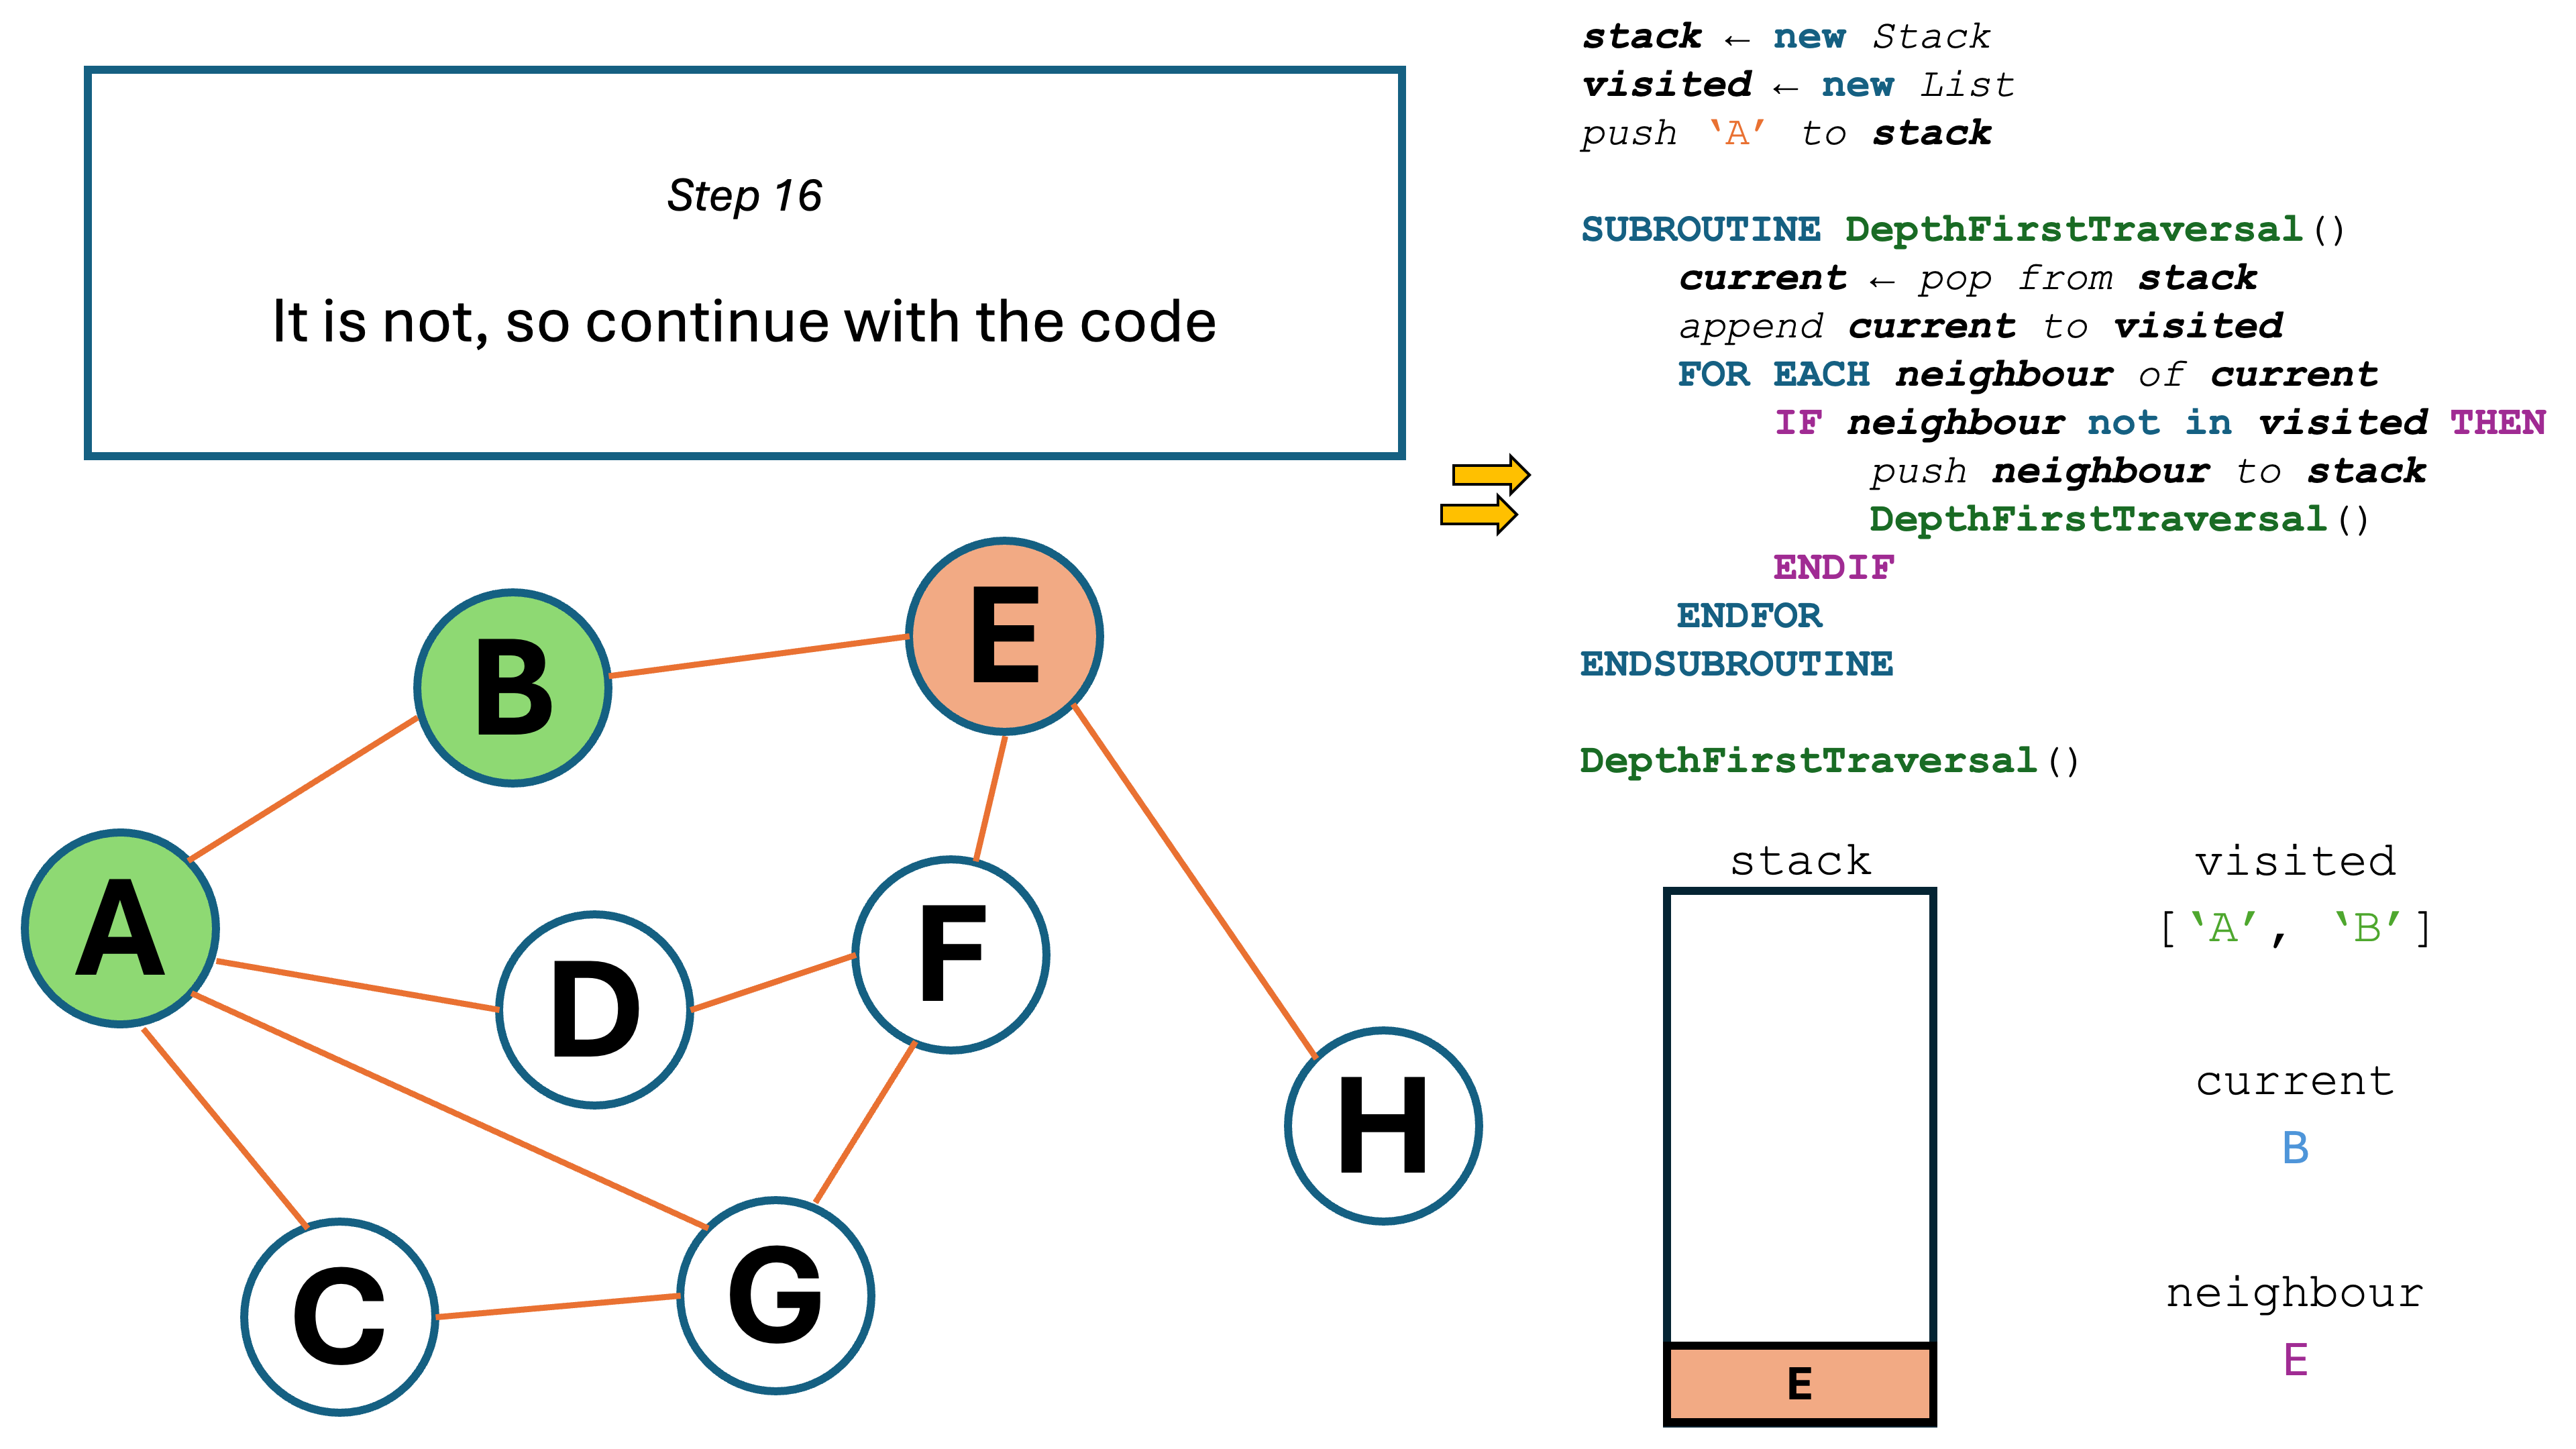 Step 16
It is not, so continue with the code
stack ← new Stack
visited ← new List
push ‘A’ to stack
SUBROUTINE DepthFirstTraversal()
current ← pop from stack
append current to visited
FOR EACH neighbour of current
IF neighbour not in visited THEN
push neighbour to stack
DepthFirstTraversal()
ENDIF
ENDFOR
ENDSUBROUTINE
DepthFirstTraversal()
E
B
A
F
D
H
G
C
stack
E
visited
[‘A’, ‘B’]
current
B
neighbour
E